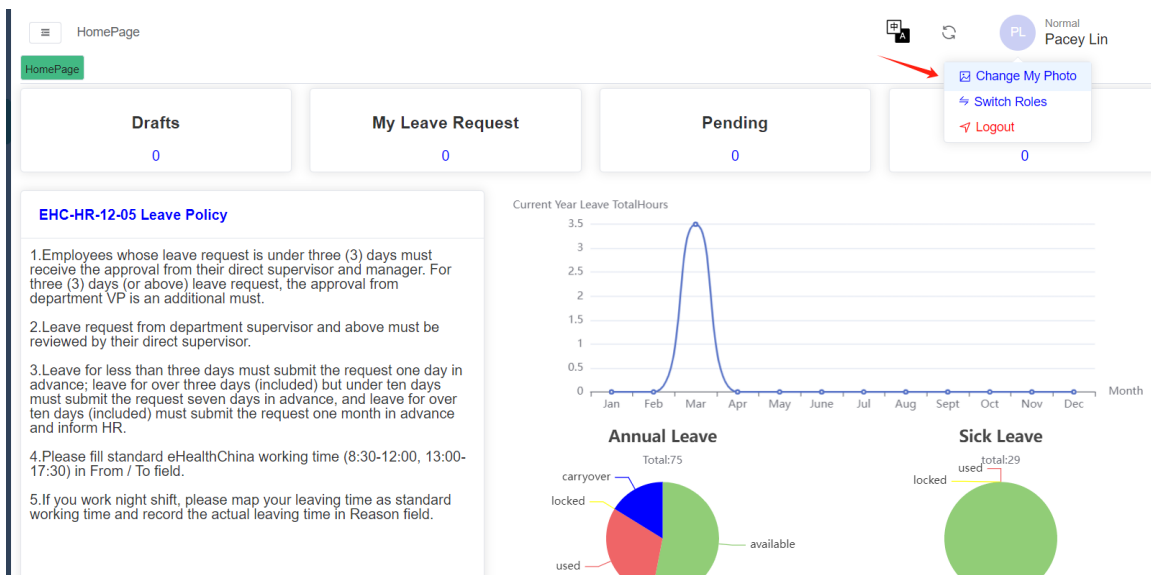 HomePage
中 A
PL
Normal
Pacey Lin
HomePage
Change My Photo
Switch Roles
Logout
Drafts
0
My Leave Request
0
Pending
0
0
EHC-HR-12-05 Leave Policy
1.Employees whose leave request is under three (3) days must
receive the approval from their direct supervisor and manager. For
three (3) days (or above) leave request, the approval from
department VP is an additional must.
2.Leave request from department supervisor and above must be
reviewed by their direct supervisor.
3.Leave for less than three days must submit the request one day in
advance; leave for over three days (included) but under ten days
must submit the request seven days in advance, and leave for over
ten days (included) must submit the request one month in advance
and inform HR.
4.Please fill standard eHealthChina working time (8:30-12:00, 13:00-
17:30) in From / To field.
5.If you work night shift, please map your leaving time as standard
working time and record the actual leaving time in Reason field.
Current Year Leave TotalHours
3.5
3
2.5
2
1.5
1
0.5
0
Jan Feb Mar Apr May June Jul Aug Sept Oct Nov Dec
Month
Annual Leave
Total:75
carryover
locked
used
available
Sick Leave
total:29
used
locked